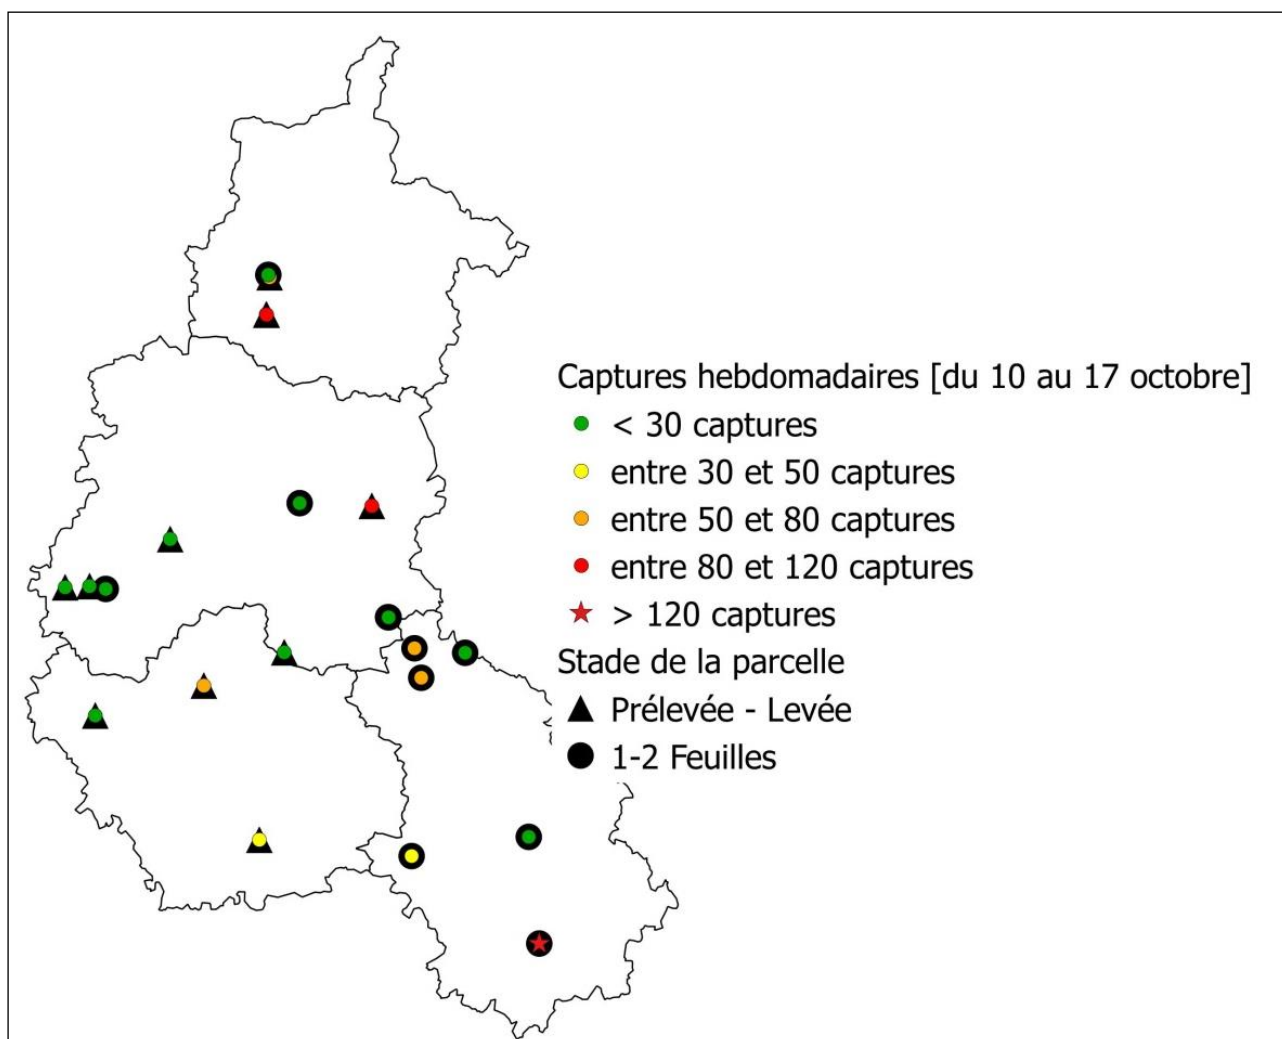 Captures hebdomadaires [du 10 au 17 octobre]
< 30 captures
entre 30 et 50 captures
entre 50 et 80 captures
entre 80 et 120 captures
> 120 captures
Stade de la parcelle
Prélevée - Levée
1-2 Feuilles